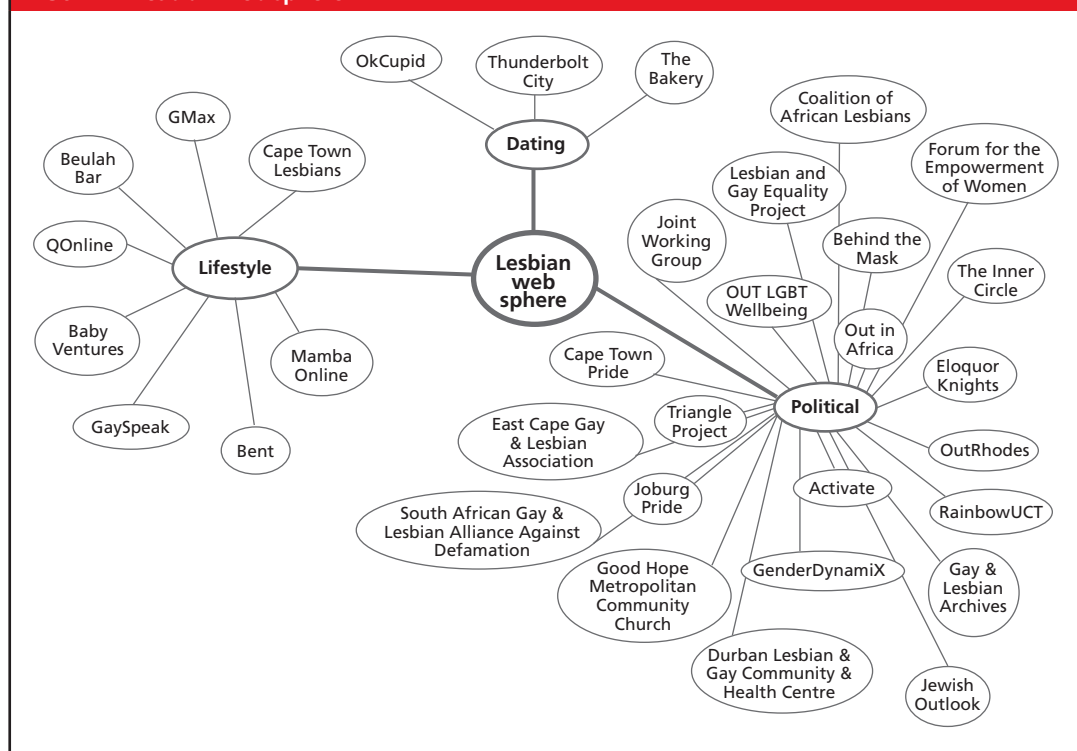 OkCupid
Thunderbolt
City
The
Bakery
Dating
GMax
Beulah
Bar
Cape Town
Lesbians
QOnline
Lifestyle
Baby
Ventures
GaySpeak
Bent
Mamba
Online
Lesbian
web
sphere
Coalition of
African Lesbians
Forum for the
Empowerment
of Women
Lesbian and
Gay Equality
Project
Joint
Working
Group
Behind the
Mask
The Inner
Circle
OUT LGBT
Wellbeing
Out in
Africa
Cape Town
Pride
Eloquor
Knights
Political
Triangle
Project
East Cape Gay
& Lesbian
Association
OutRhodes
Activate
Joburg
Pride
RainbowUCT
South African Gay &
Lesbian Alliance Against
Defamation
Good Hope
Metropolitan
Community
Church
GenderDynamiX
Gay &
Lesbian
Archives
Durban Lesbian &
Gay Community &
Health Centre
Jewish
Outlook